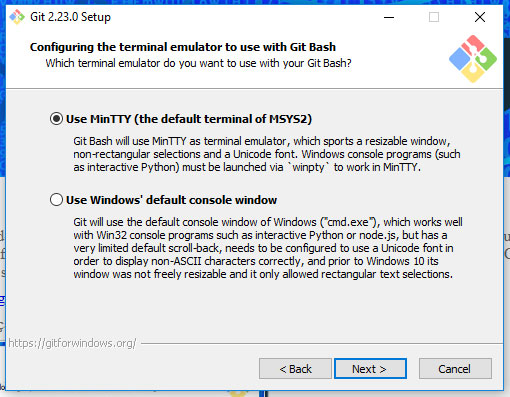 Git 2.23.0 Setup
Configuring the terminal emulator to use with Git Bash
Which terminal emulator do you want to use with your Git Bash?
Use MinTTY (the default terminal of MSYS2)
Git Bash will use MinTTY as terminal emulator, which sports a resizable window,
non-rectangular selections and a Unicode font. Windows console programs (such
as interactive Python) must be launched via `winpty` to work in MinTTY.
Use Windows' default console window
Git will use the default console window of Windows ("cmd.exe"), which works well
with Win32 console programs such as interactive Python or node.js, but has a
very limited default scroll-back, needs to be configured to use a Unicode font in
order to display non-ASCII characters correctly, and prior to Windows 10 its
window was not freely resizable and it only allowed rectangular text selections.
https://gitforwindows.org/
< Back
Next >
Cancel